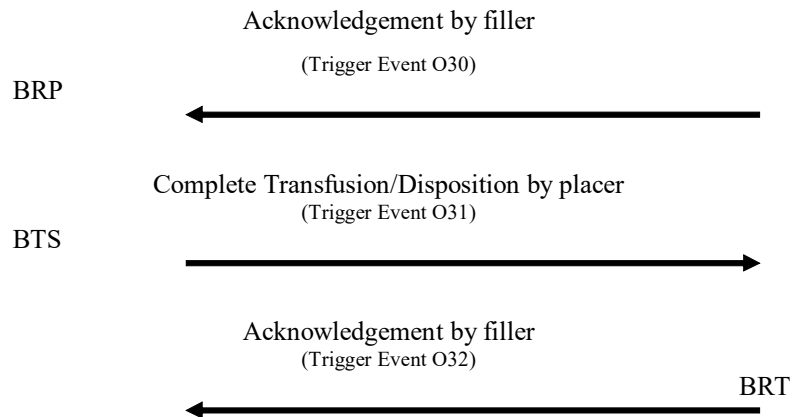 Acknowledgement by filler
(Trigger Event O30)
BRP
Complete Transfusion/Disposition by placer
(Trigger Event O31)
BTS
Acknowledgement by filler
(Trigger Event O32)
BRT